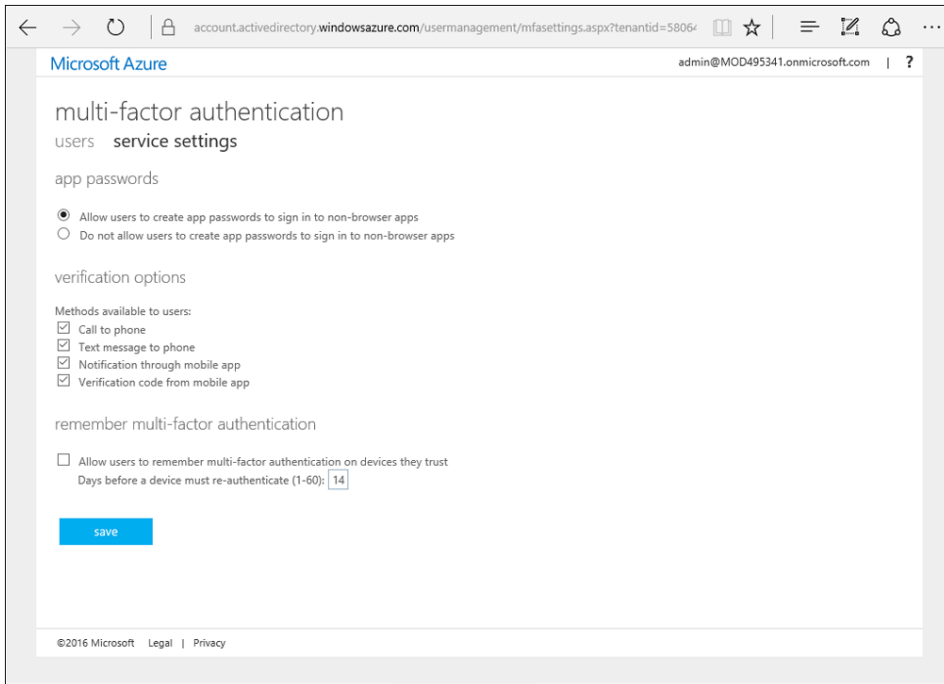 account.activedirectory.windowsazure.com/usermanagement/mfasettings.aspx?tenantid=5806
Microsoft Azure admin@MOD495341.onmicrosoft.com | ?
multi-factor authentication
users service settings
app passwords
Allow users to create app passwords to sign in to non-browser apps
Do not allow users to create app passwords to sign in to non-browser apps
verification options
Methods available to users:
Call to phone
Text message to phone
Notification through mobile app
Verification code from mobile app
remember multi-factor authentication
Allow users to remember multi-factor authentication on devices they trust
Days before a device must re-authenticate (1-60): 14
save
©2016 Microsoft Legal | Privacy